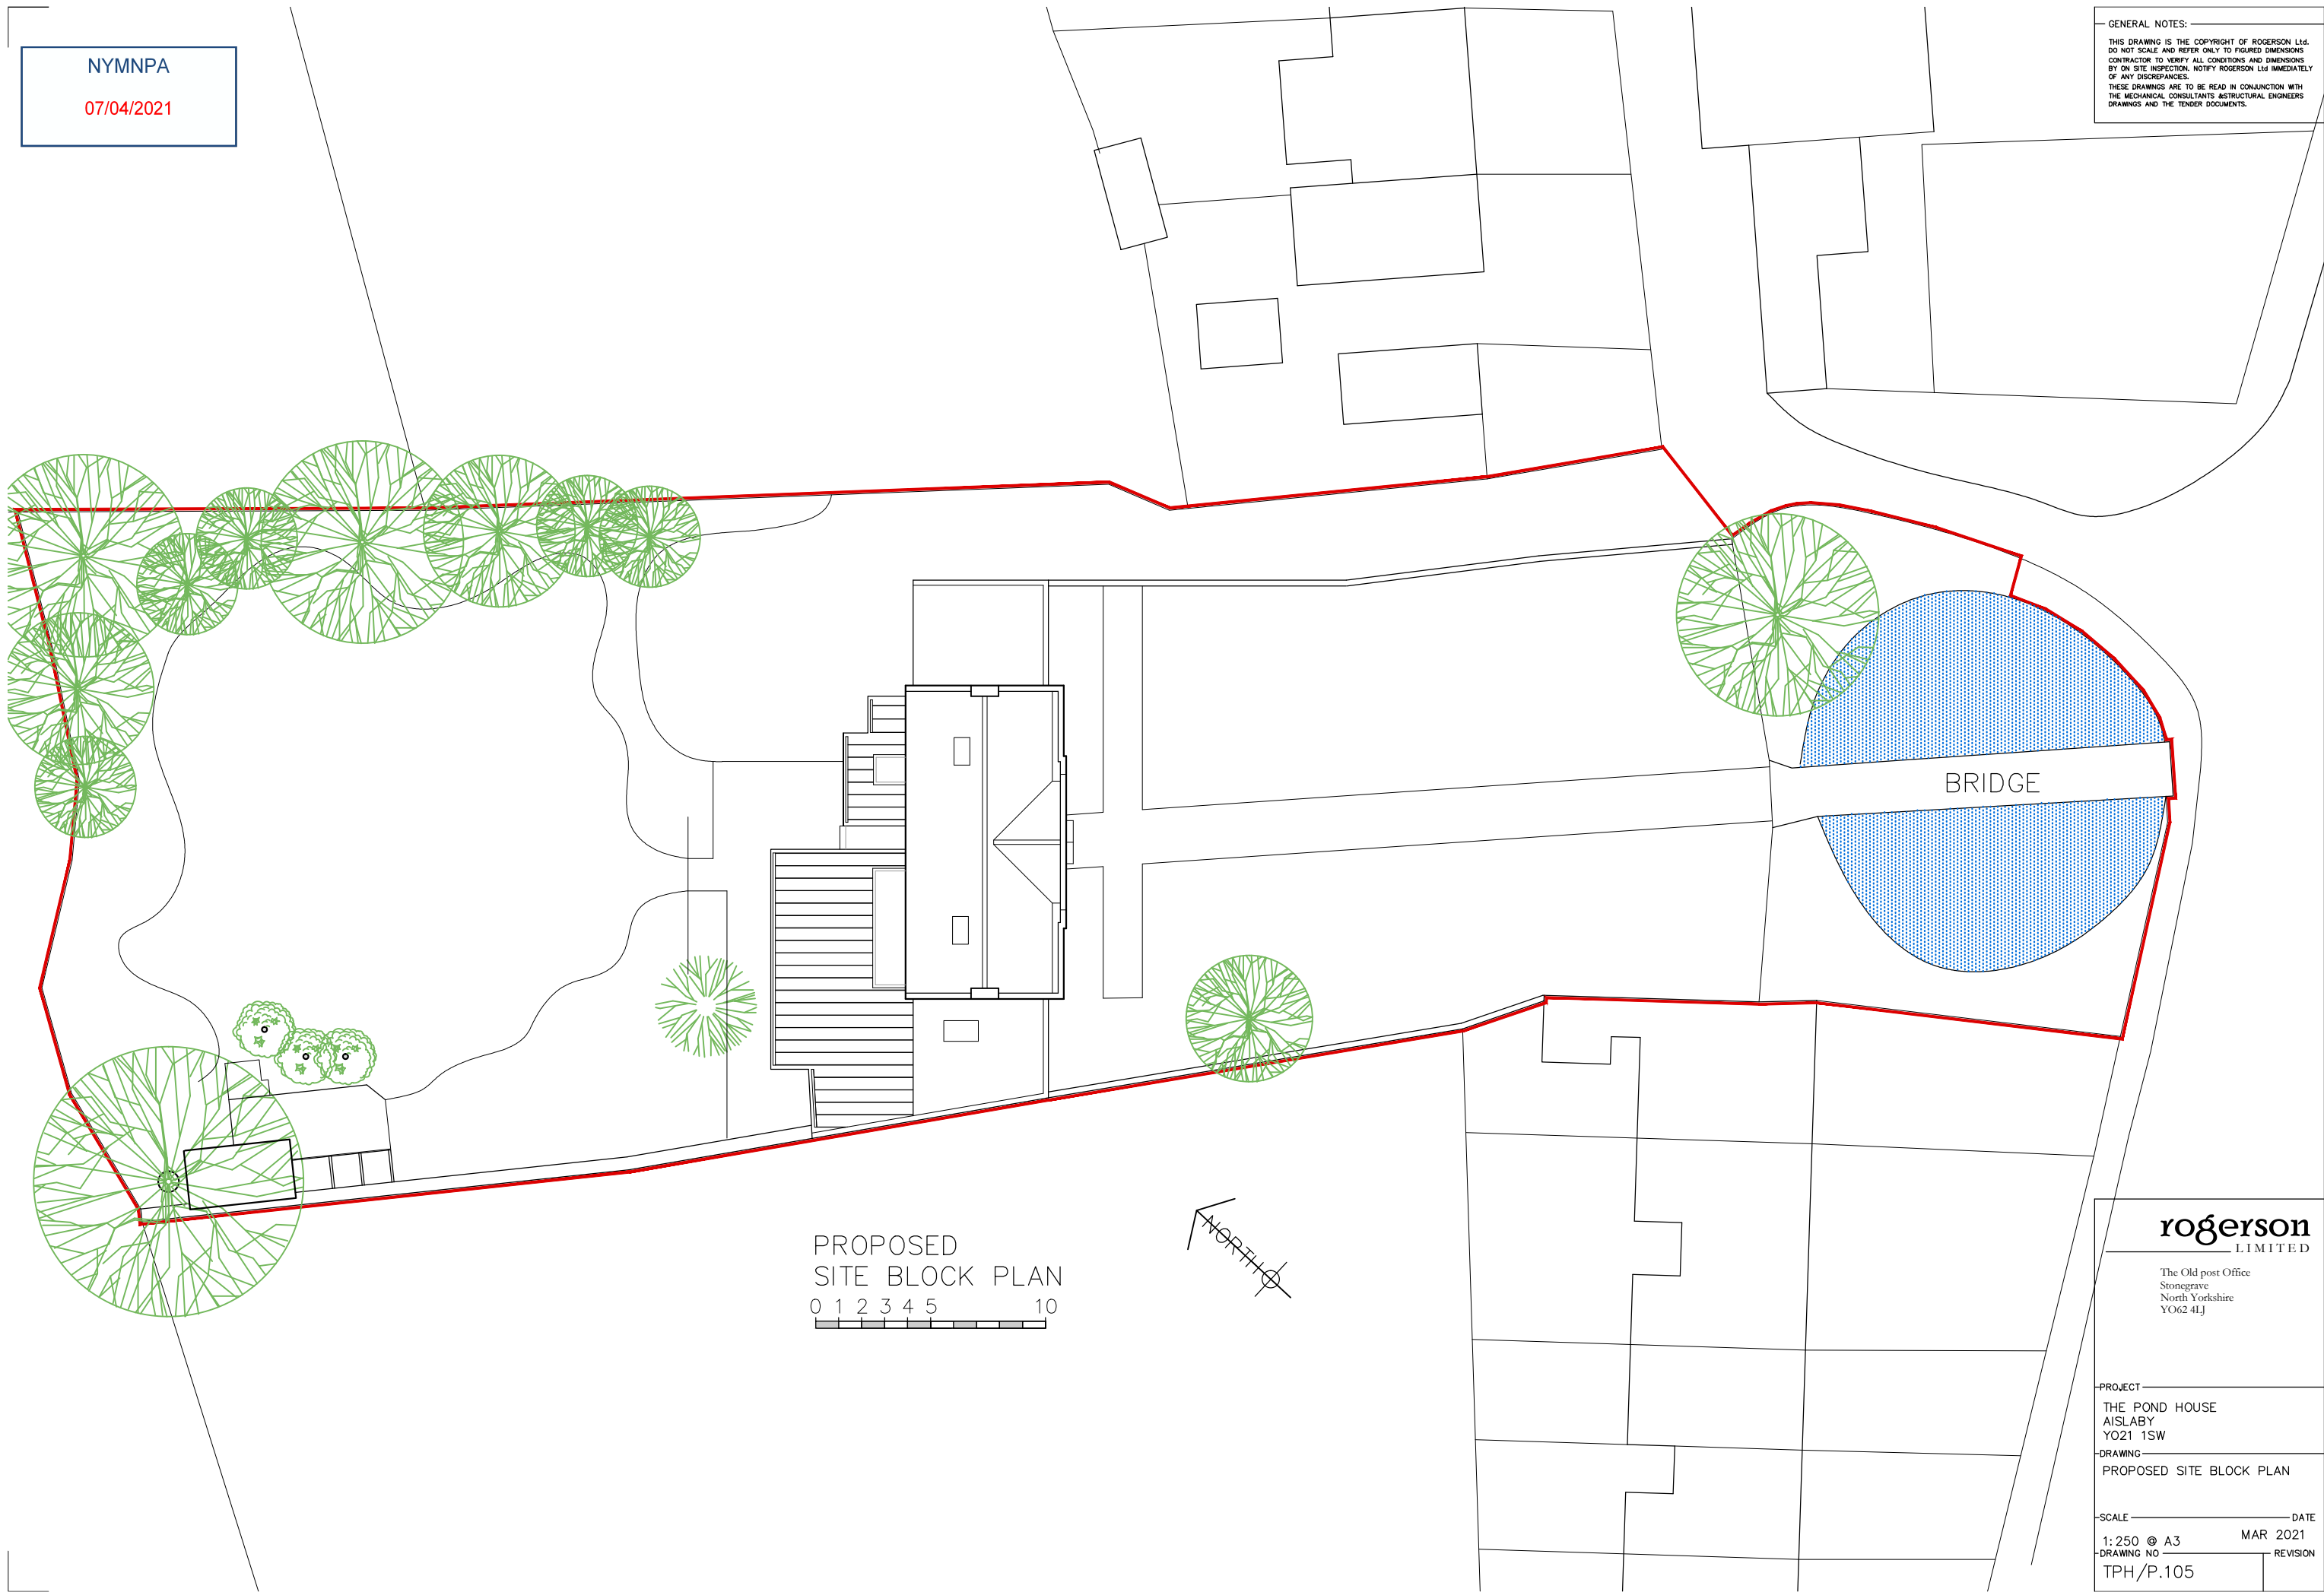 NYMNPA
07/04/2021
GENERAL NOTES:
THIS DRAWING IS THE COPYRIGHT OF ROGERSON Ltd.
DO NOT SCALE AND REFER ONLY TO FIGURED DIMENSIONS
CONTRACTOR TO VERIFY ALL CONDITIONS AND DIMENSIONS
BY ON SITE INSPECTION. NOTIFY ROGERSON Ltd IMMEDIATELY
OF ANY DISCREPANCIES.
THESE DRAWINGS ARE TO BE READ IN CONJUNCTION WITH
THE MECHANICAL CONSULTANTS &STRUCTURAL ENGINEERS
DRAWINGS AND THE TENDER DOCUMENTS.
BRIDGE
PROPOSED
SITE BLOCK PLAN
0 1 2 3 4 5 10
NORTH
rogerson
LIMITED
The Old post Office
Stonegrave
North Yorkshire
YO62 4LJ
PROJECT
THE POND HOUSE
AISLABY
YO21 1SW
DRAWING
PROPOSED SITE BLOCK PLAN
SCALE DATE
1:250 @ A3 MAR 2021
DRAWING NO REVISION
TPH/P.105